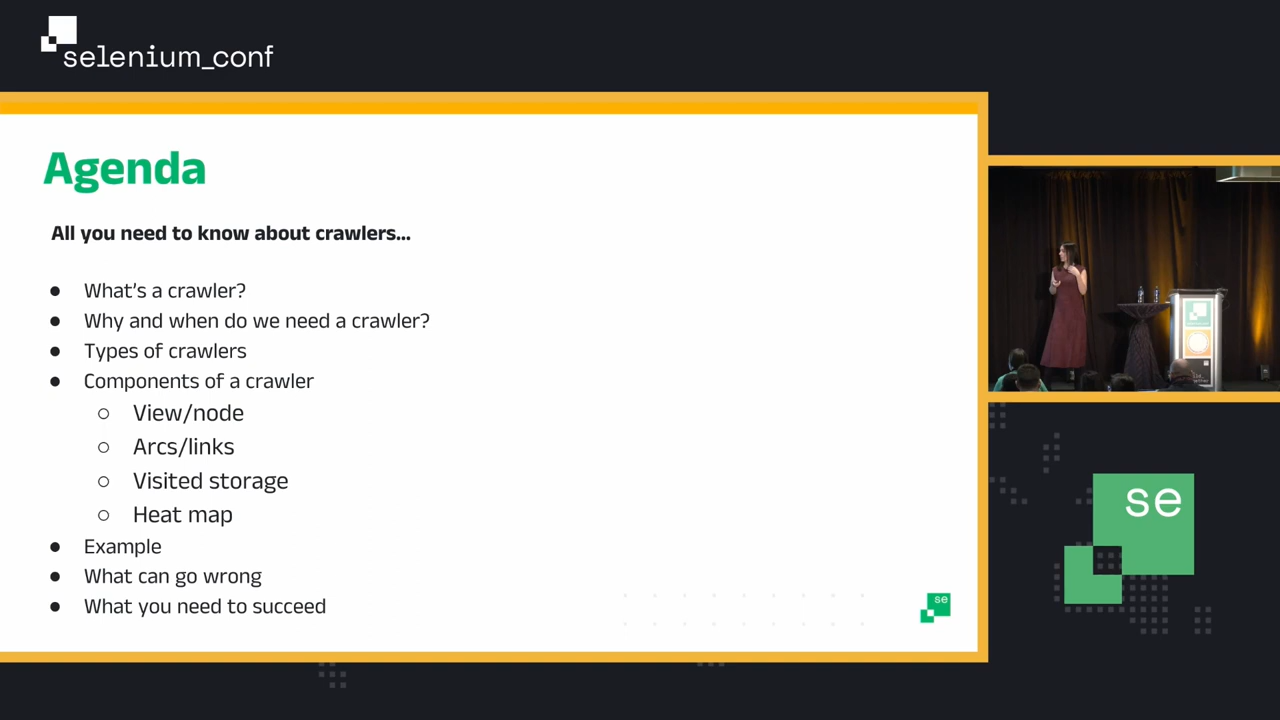 selenium_conf
Agenda
All you need to know about crawlers...
● What's a crawler?
● Why and when do we need a crawler?
● Types of crawlers
● Components of a crawler
○ View/node
○ Arcs/links
○ Visited storage
○ Heat map
● Example
● What can go wrong
● What you need to succeed
se
se